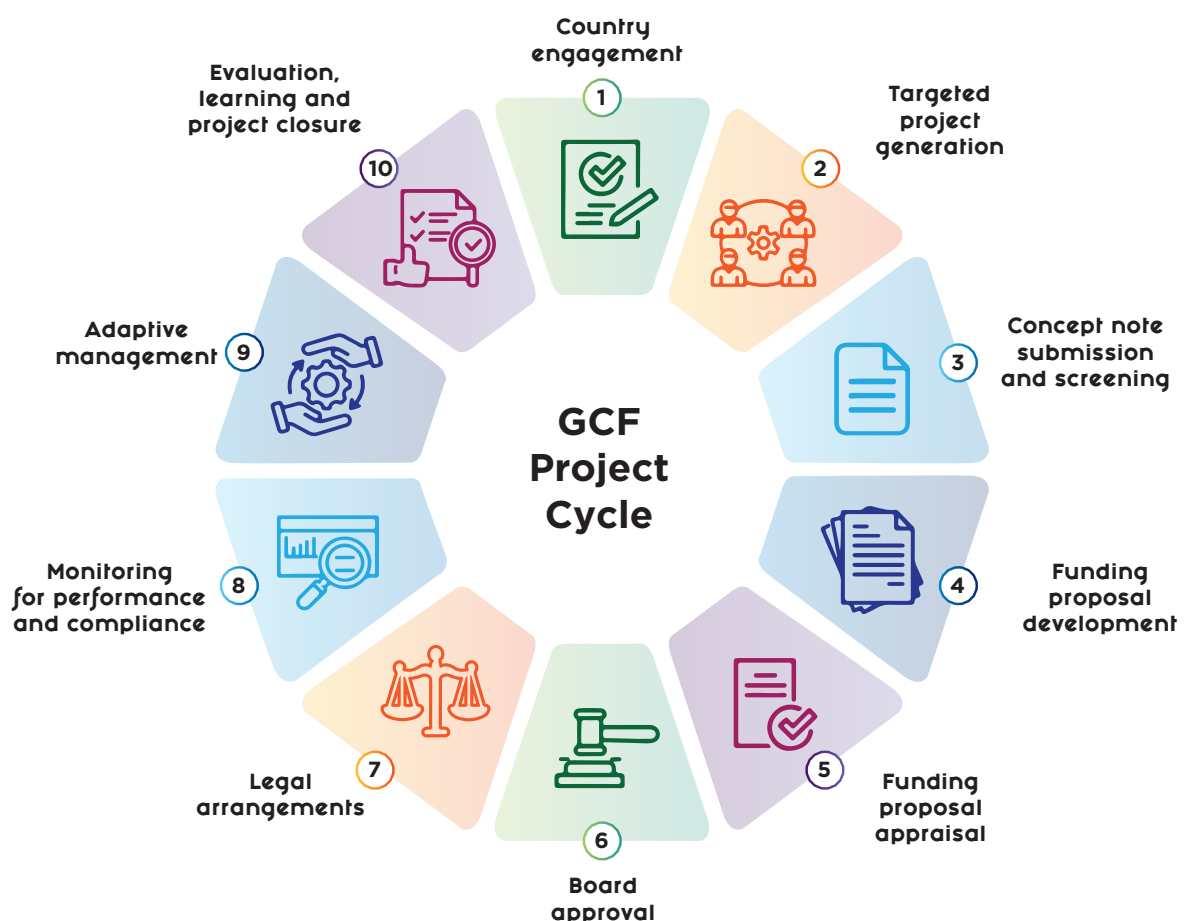 Country
engagement
1
Targeted
project
generation
2
Concept note
submission
and screening
3
Funding
proposal
development
4
Funding
proposal
appraisal
5
Board
approval
6
Legal
arrangements
7
Monitoring
for performance
and compliance
8
Adaptive
management
9
Evaluation,
learning and
project closure
10
GCF
Project
Cycle